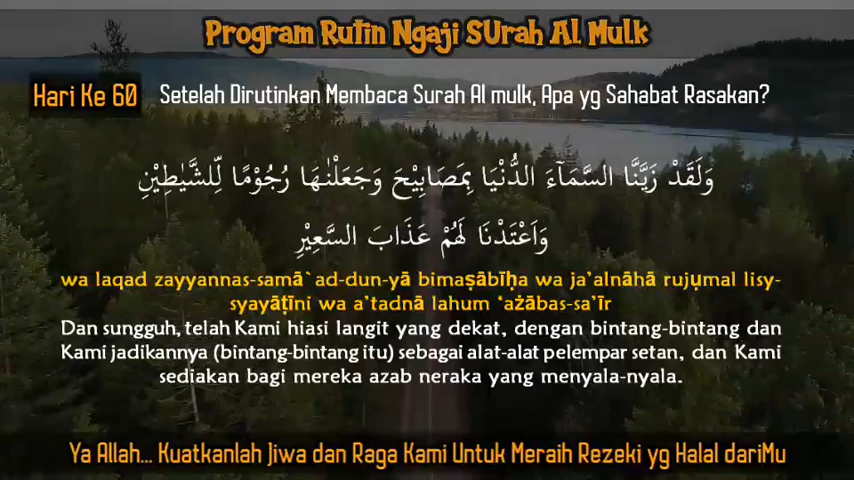 Program Rutin Ngaji SUrah Al Mulk
Hari Ke 60
Setelah Dirutinkan Membaca Surah Al mulk, Apa yg Sahabat Rasakan?
وَلَقَدْ زَيَّنَّا السَّمَاۤءَ الدُّنْيَا بِمَصَابِيْحَ وَجَعَلْنٰهَا رُجُوْمًا لِّلشَّيٰطِيْنِ
وَاَعْتَدْنَا لَهُمْ عَذَابَ السَّعِيْرِ
wa laqad zayyannas-samā`ad-dun-yā bimaṣābīḥa wa ja’alnāhā rujụmal lisy-
syayāṭīni wa a’tadnā lahum ‘ażābas-sa’īr
Dan sungguh, telah Kami hiasi langit yang dekat, dengan bintang-bintang dan
Kami jadikannya (bintang-bintang itu) sebagai alat-alat pelempar setan, dan Kami
sediakan bagi mereka azab neraka yang menyala-nyala.
Ya Allah... Kuatkanlah Jiwa dan Raga Kami Untuk Meraih Rezeki yg Halal dariMu